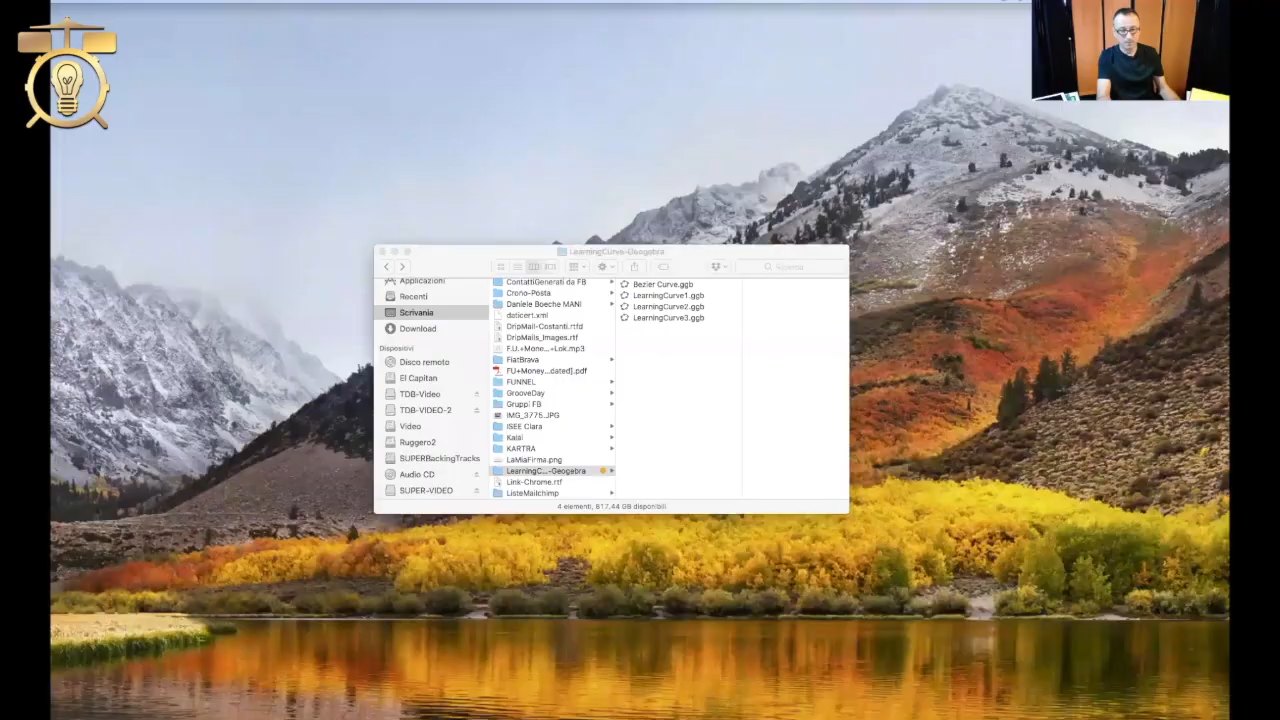 LearningCurve-Geogebra
Ricerca
Applicazioni
Recenti
Scrivania
Download
Dispositivi
Disco remoto
El Capitan
TDB-Video
TDB-VIDEO-2
Video
Ruggero2
SUPERBackingTracks
Audio CD
SUPER-VIDEO
ContattiGenerati da FB
Crono-Posta
Daniele Boeche MANI
daticert.xml
DripMail-Costanti.rtfd
DripMails_Images.rtf
F.U.+Mone...+Lok.mp3
FiatBrava
FU+Money...dated].pdf
FUNNEL
GrooveDay
Gruppi FB
IMG_3775.JPG
ISEE Clara
Kalai
KARTRA
LaMiaFirma.png
LearningC...-Geogebra
Link-Chrome.rtf
ListeMailchimp
Bezier Curve.ggb
LearningCurve1.ggb
LearningCurve2.ggb
LearningCurve3.ggb
4 elementi, 817,44 GB disponibili